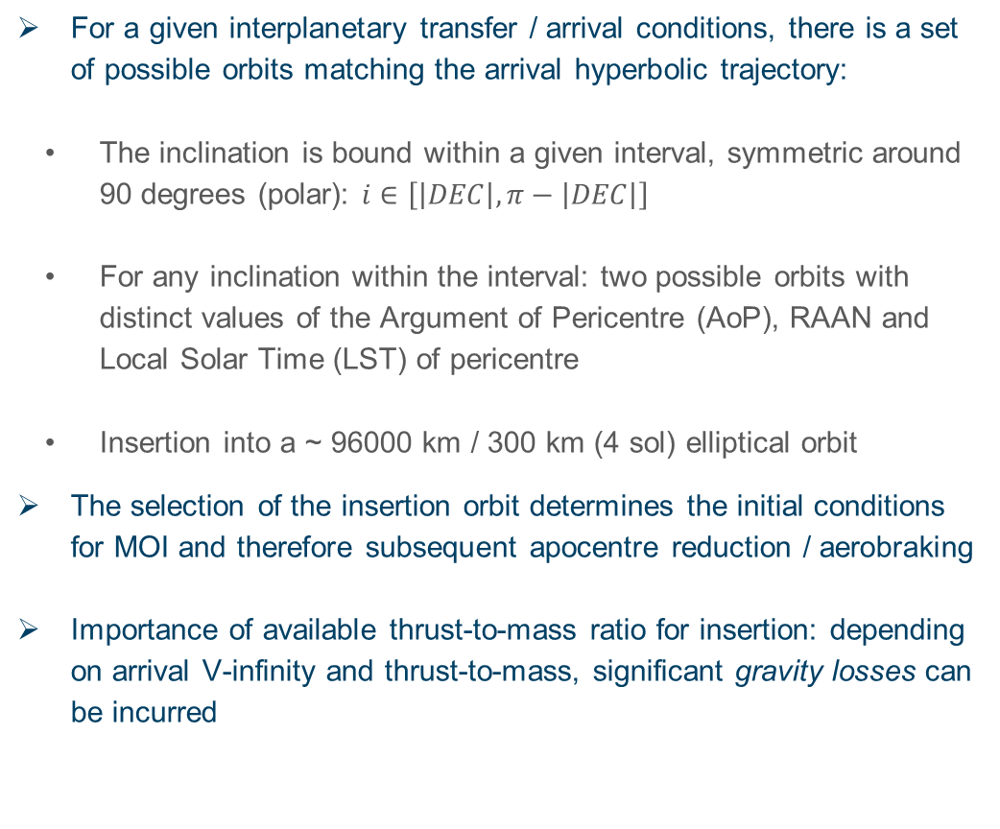 ➢ For a given interplanetary transfer / arrival conditions, there is a set
of possible orbits matching the arrival hyperbolic trajectory:
• The inclination is bound within a given interval, symmetric around
90 degrees (polar): 𝑖 ∈ [|𝐷𝐸𝐶|, 𝜋 − |𝐷𝐸𝐶|]
• For any inclination within the interval: two possible orbits with
distinct values of the Argument of Pericentre (AoP), RAAN and
Local Solar Time (LST) of pericentre
• Insertion into a ~ 96000 km / 300 km (4 sol) elliptical orbit
➢ The selection of the insertion orbit determines the initial conditions
for MOI and therefore subsequent apocentre reduction / aerobraking
➢ Importance of available thrust-to-mass ratio for insertion: depending
on arrival V-infinity and thrust-to-mass, significant gravity losses can
be incurred